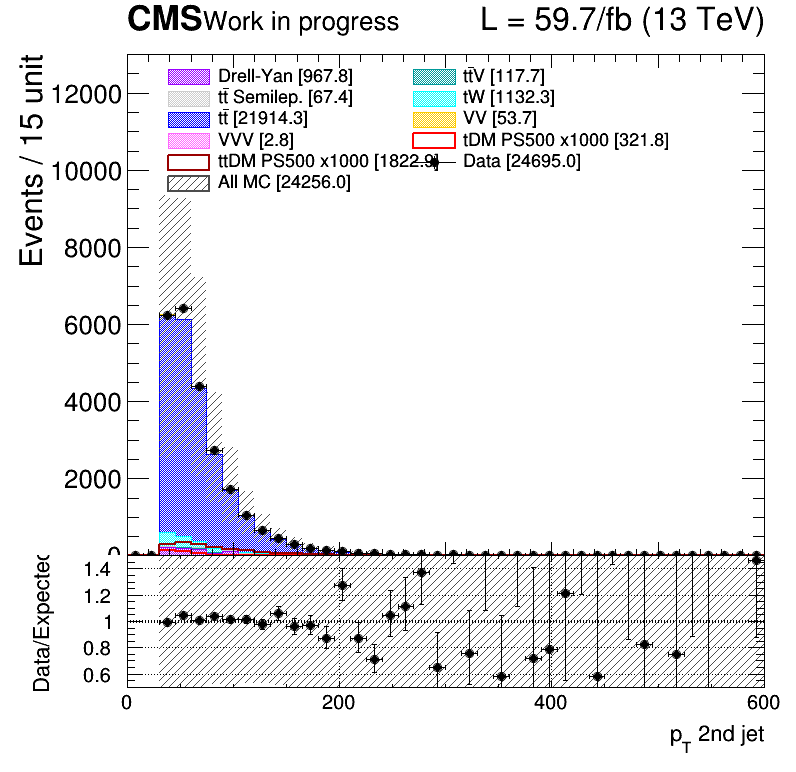 CMS Work in progress L = 59.7/fb (13 TeV)
Events / 15 unit
12000
10000
8000
6000
4000
2000
0
Drell-Yan [967.8] tt̄V [117.7]
tt̄ Semilep. [67.4] tW [1132.3]
tt̄ [21914.3] VV [53.7]
VVV [2.8] tDM PS500 x1000 [321.8]
ttDM PS500 x1000 [1822.9] Data [24695.0]
All MC [24256.0]
Data/Expected
1.4
1.2
1
0.8
0.6
0 200 400 600
p_T 2nd jet